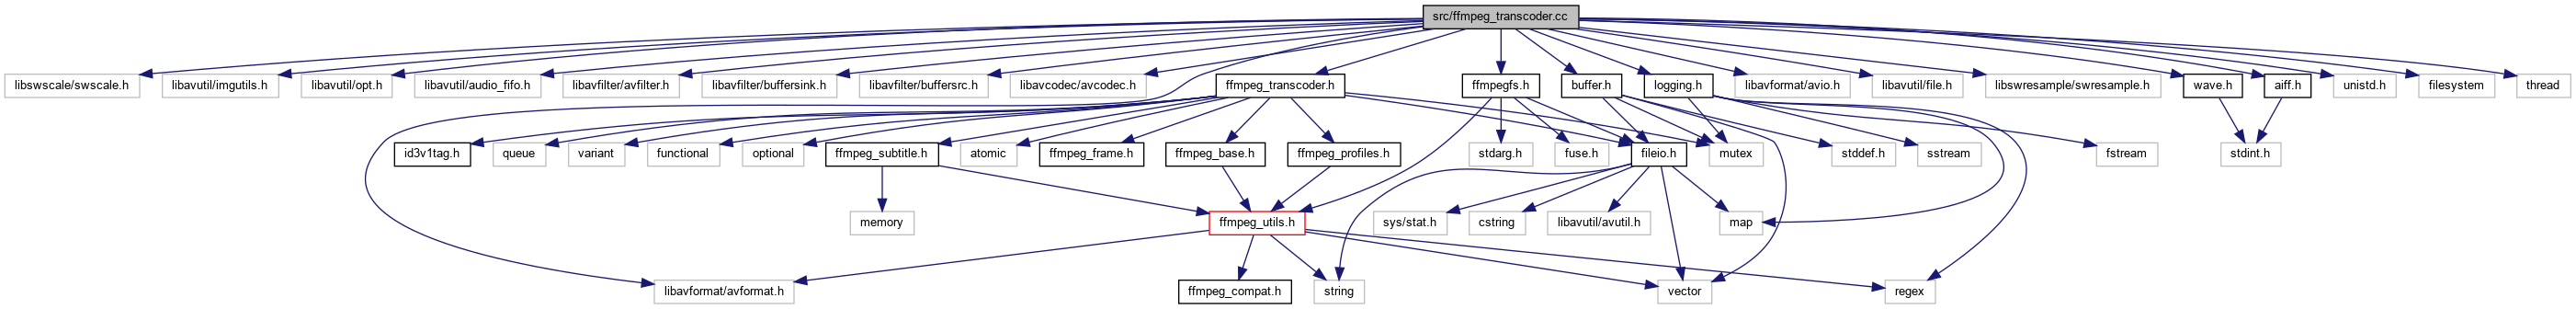 src/ffmpeg_transcoder.cc
libswscale/swscale.h
libavutil/imgutils.h
libavutil/opt.h
libavutil/audio_fifo.h
libavfilter/avfilter.h
libavfilter/buffersink.h
libavfilter/buffersrc.h
libavcodec/avcodec.h
ffmpeg_transcoder.h
ffmpegfs.h
buffer.h
logging.h
libavformat/avio.h
libavutil/file.h
libswresample/swresample.h
wave.h
aiff.h
unistd.h
filesystem
thread
id3v1tag.h
queue
variant
functional
optional
ffmpeg_subtitle.h
atomic
ffmpeg_frame.h
ffmpeg_base.h
ffmpeg_profiles.h
stdarg.h
fuse.h
fileio.h
mutex
stddef.h
sstream
fstream
stdint.h
memory
ffmpeg_utils.h
sys/stat.h
cstring
libavutil/avutil.h
map
libavformat/avformat.h
ffmpeg_compat.h
string
vector
regex